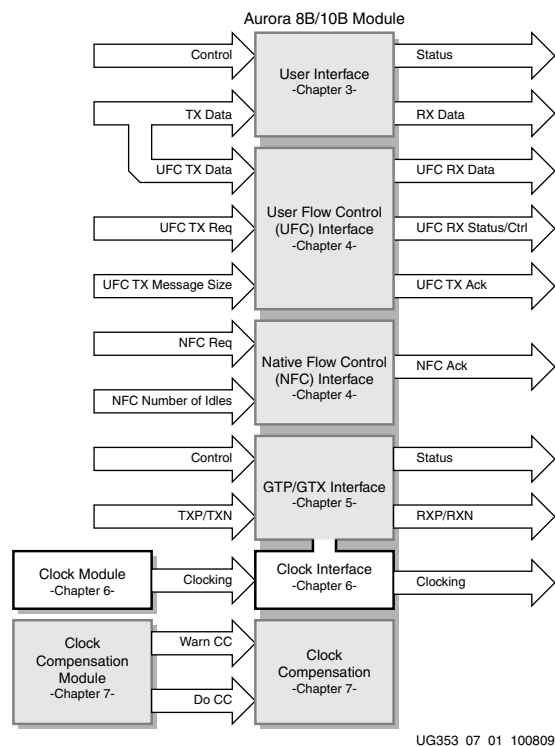 Aurora 8B/10B Module
Control
User Interface
-Chapter 3-
Status
TX Data
RX Data
UFC TX Data
UFC RX Data
User Flow Control
(UFC) Interface
-Chapter 4-
UFC TX Req
UFC RX Status/Ctrl
UFC TX Message Size
UFC TX Ack
NFC Req
Native Flow Control
(NFC) Interface
-Chapter 4-
NFC Ack
NFC Number of Idles
Control
Status
GTP/GTX Interface
-Chapter 5-
TXP/TXN
RXP/RXN
Clock Module
-Chapter 6-
Clocking
Clock Interface
-Chapter 6-
Clocking
Clock
Compensation
Module
-Chapter 7-
Warn CC
Do CC
Clock
Compensation
-Chapter 7-
UG353_07_01_100809